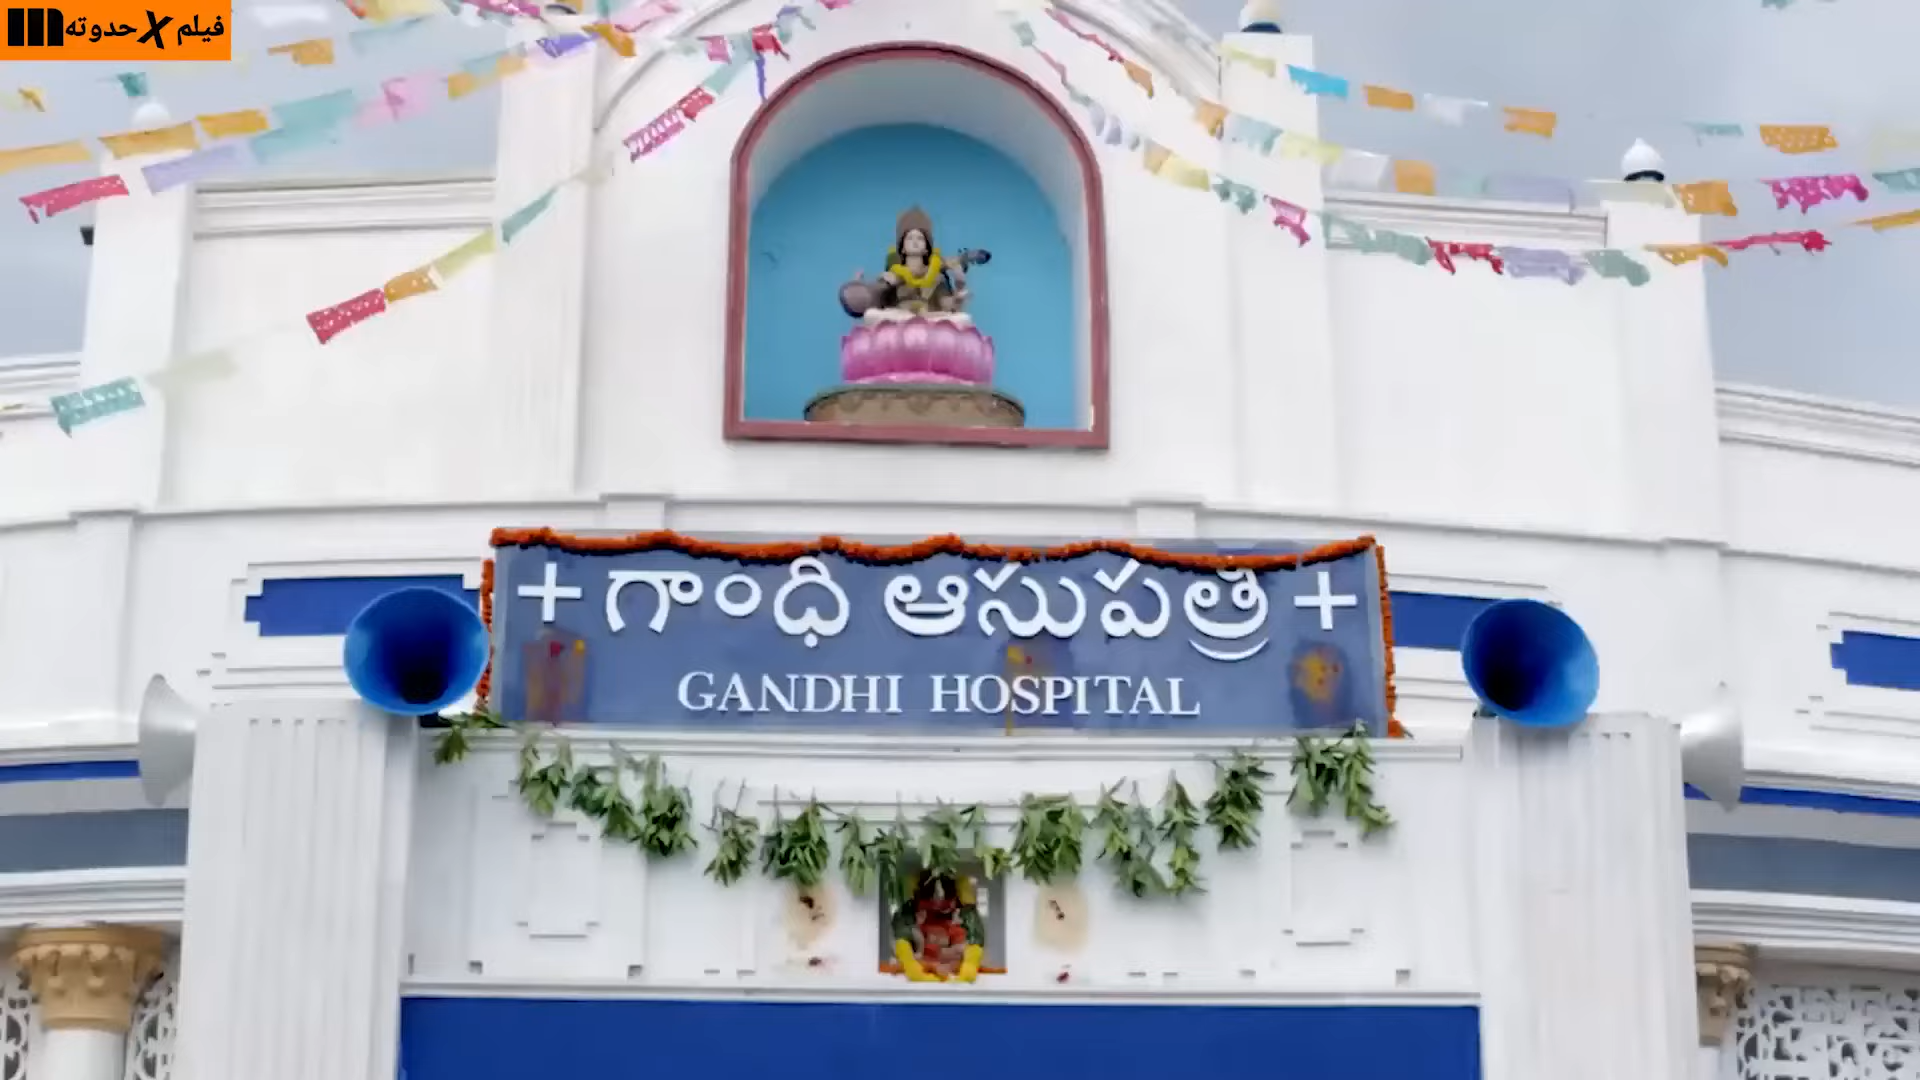 فيلم X حدوته
+ గాంధి ఆసుపత్రి +
GANDHI HOSPITAL